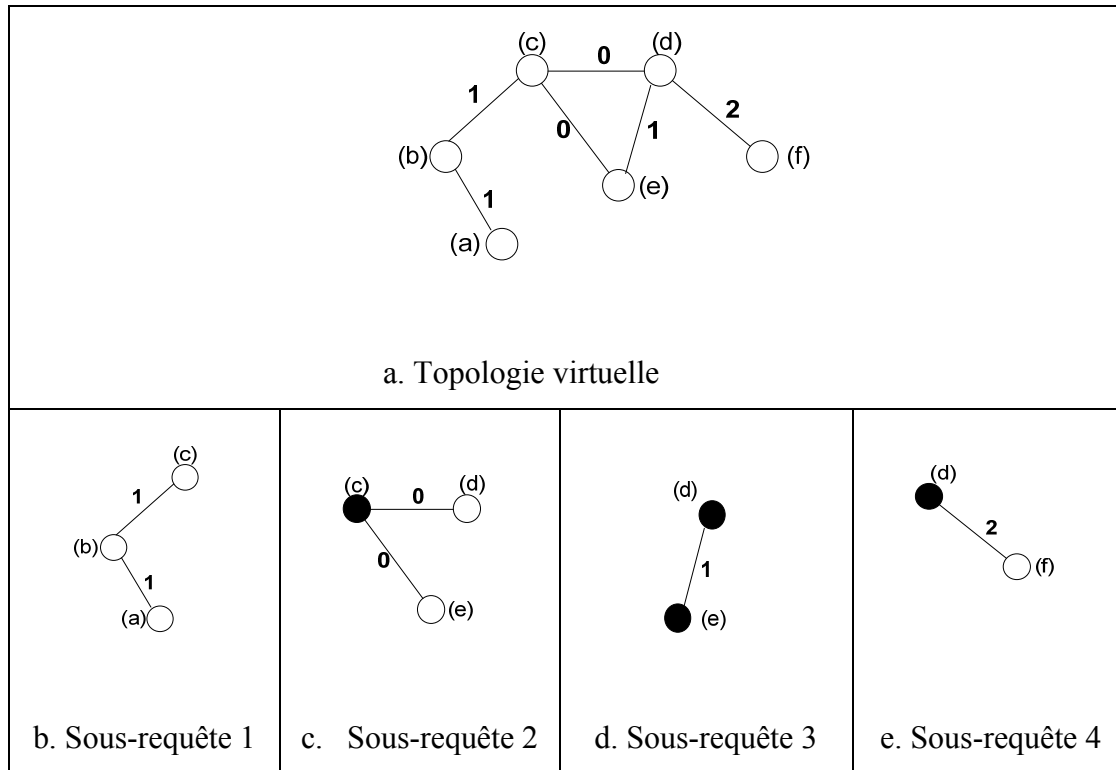 (c) (d)
0
1 2
0 1
(b) (f)
(e)
1
(a)
a. Topologie virtuelle
(c)
1
(b)
1
(a)
b. Sous-requête 1
(c) (d)
0
0
(e)
c. Sous-requête 2
(d)
1
(e)
d. Sous-requête 3
(d)
2
(f)
e. Sous-requête 4